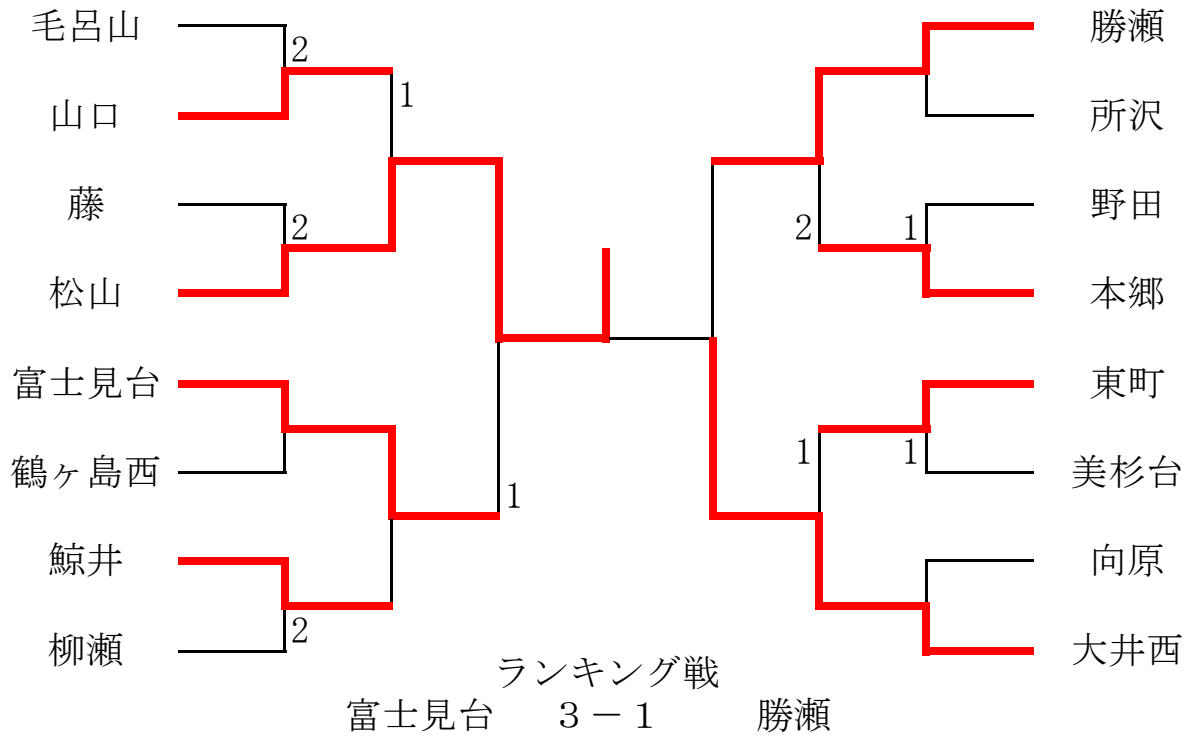 毛呂山
2
山口
1
藤
2
松山
富士見台
鶴ヶ島西
1
鯨井
2
柳瀬
勝瀬
所沢
野田
2
1
本郷
東町
1
1
美杉台
向原
大井西
ランキング戦
富士見台 3-1 勝瀬